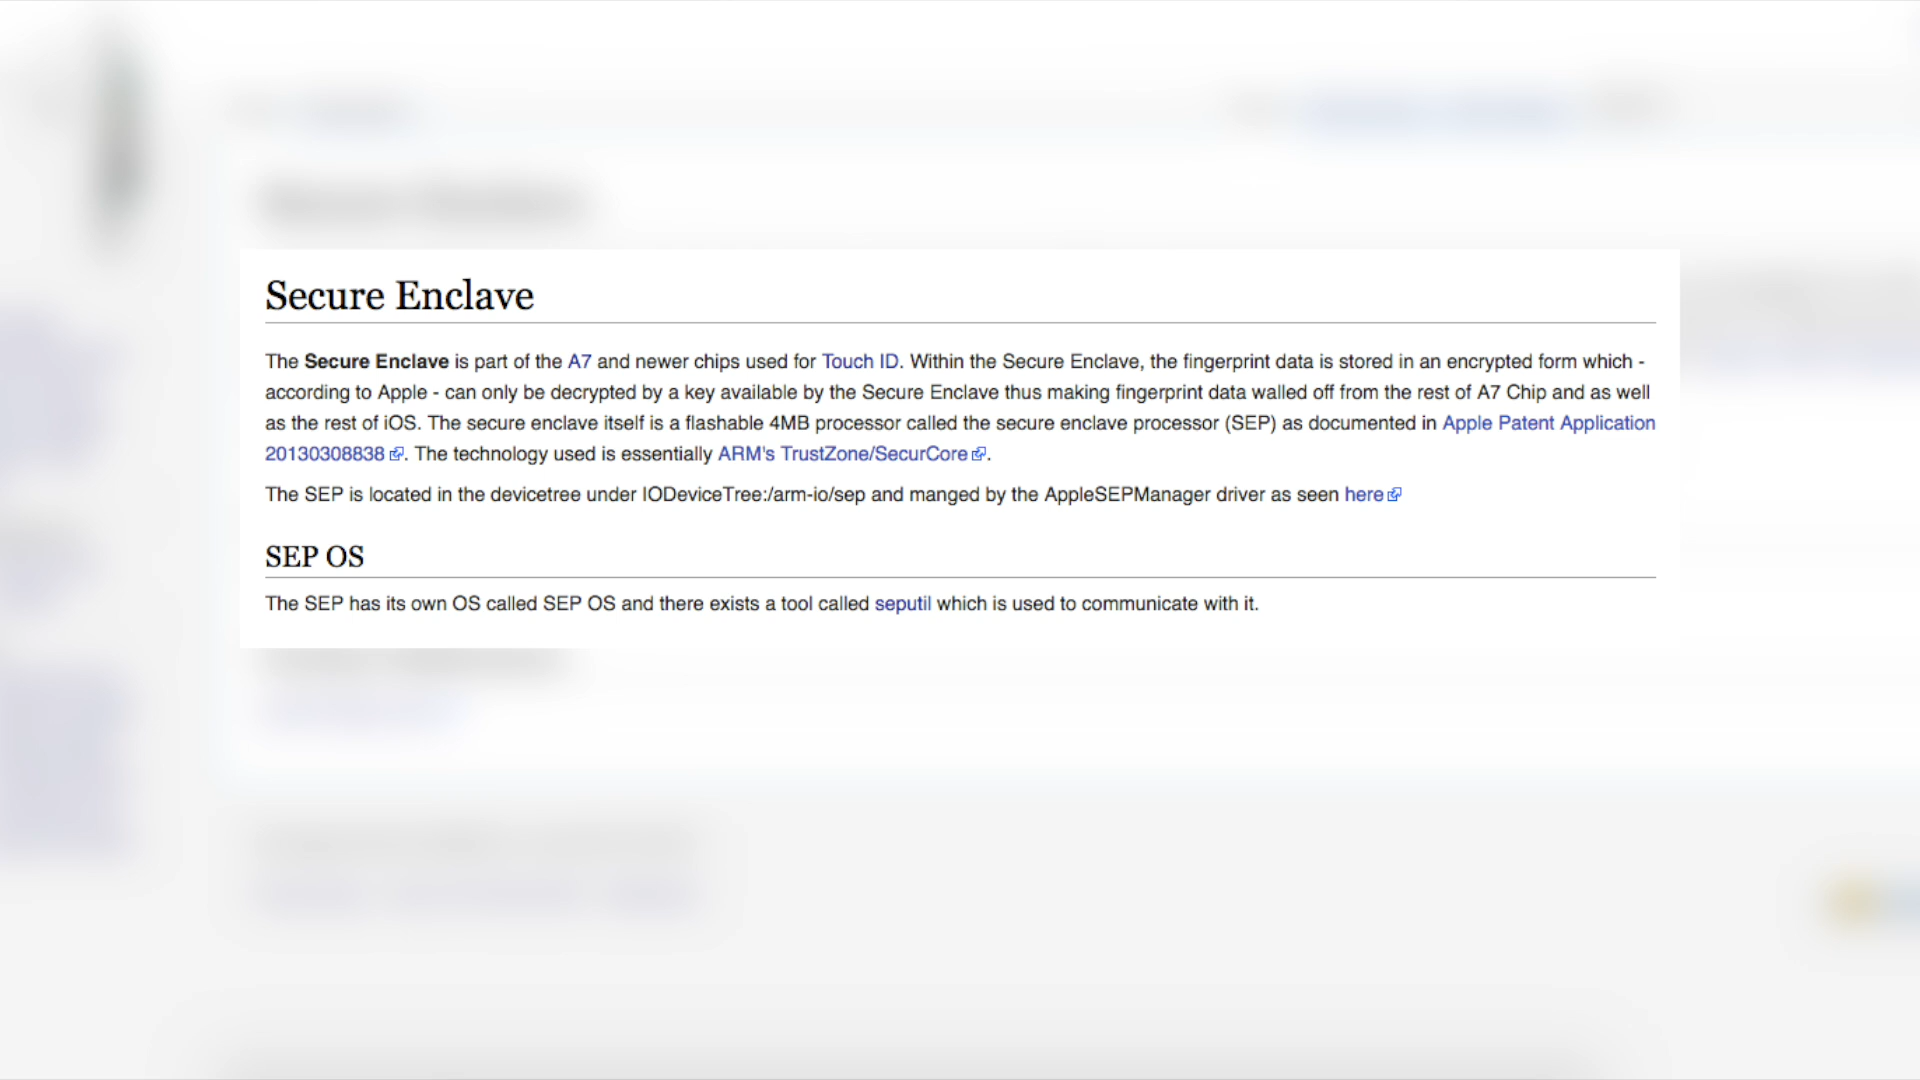 Secure Enclave
The Secure Enclave is part of the A7 and newer chips used for Touch ID. Within the Secure Enclave, the fingerprint data is stored in an encrypted form which -
according to Apple - can only be decrypted by a key available by the Secure Enclave thus making fingerprint data walled off from the rest of A7 Chip and as well
as the rest of iOS. The secure enclave itself is a flashable 4MB processor called the secure enclave processor (SEP) as documented in Apple Patent Application
20130308838. The technology used is essentially ARM's TrustZone/SecurCore.
The SEP is located in the devicetree under IODeviceTree:/arm-io/sep and manged by the AppleSEPManager driver as seen here
SEP OS
The SEP has its own OS called SEP OS and there exists a tool called seputil which is used to communicate with it.